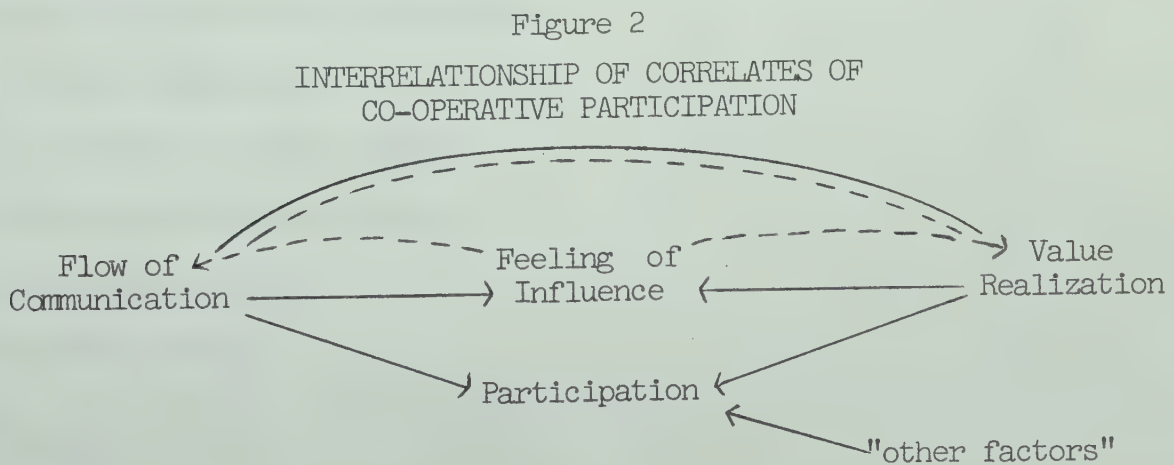 Figure 2
INTERRELATIONSHIP OF CORRELATES OF
CO-OPERATIVE PARTICIPATION
Flow of
Communication
Feeling of
Influence
Value
Realization
Participation
"other factors"